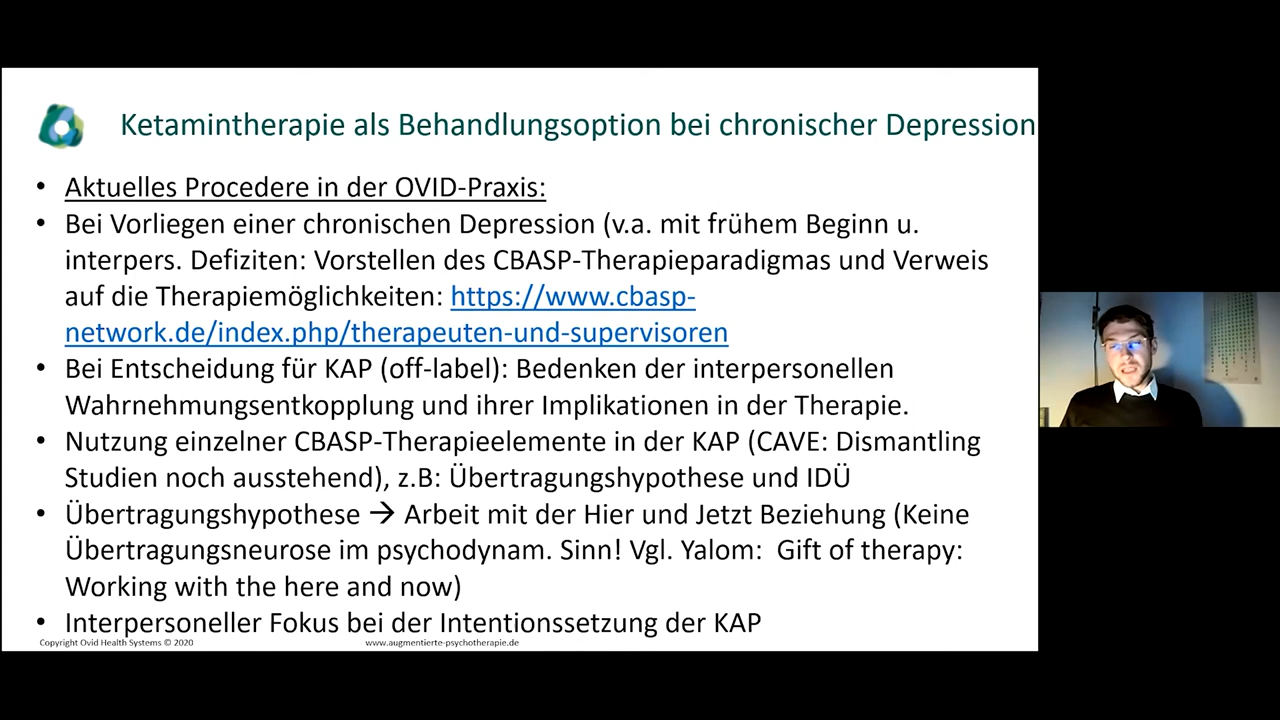 Ketamintherapie als Behandlungsoption bei chronischer Depression
• Aktuelles Procedere in der OVID-Praxis:
• Bei Vorliegen einer chronischen Depression (v.a. mit frühem Beginn u.
interpers. Defiziten: Vorstellen des CBASP-Therapieparadigmas und Verweis
auf die Therapiemöglichkeiten: https://www.cbasp-
network.de/index.php/therapeuten-und-supervisoren
• Bei Entscheidung für KAP (off-label): Bedenken der interpersonellen
Wahrnehmungsentkopplung und ihrer Implikationen in der Therapie.
• Nutzung einzelner CBASP-Therapieelemente in der KAP (CAVE: Dismantling
Studien noch ausstehend), z.B: Übertragungshypothese und IDÜ
• Übertragungshypothese → Arbeit mit der Hier und Jetzt Beziehung (Keine
Übertragungsneurose im psychodynam. Sinn! Vgl. Yalom: Gift of therapy:
Working with the here and now)
• Interpersoneller Fokus bei der Intentionssetzung der KAP
Copyright Ovid Health Systems © 2020
www.augmentierte-psychotherapie.de